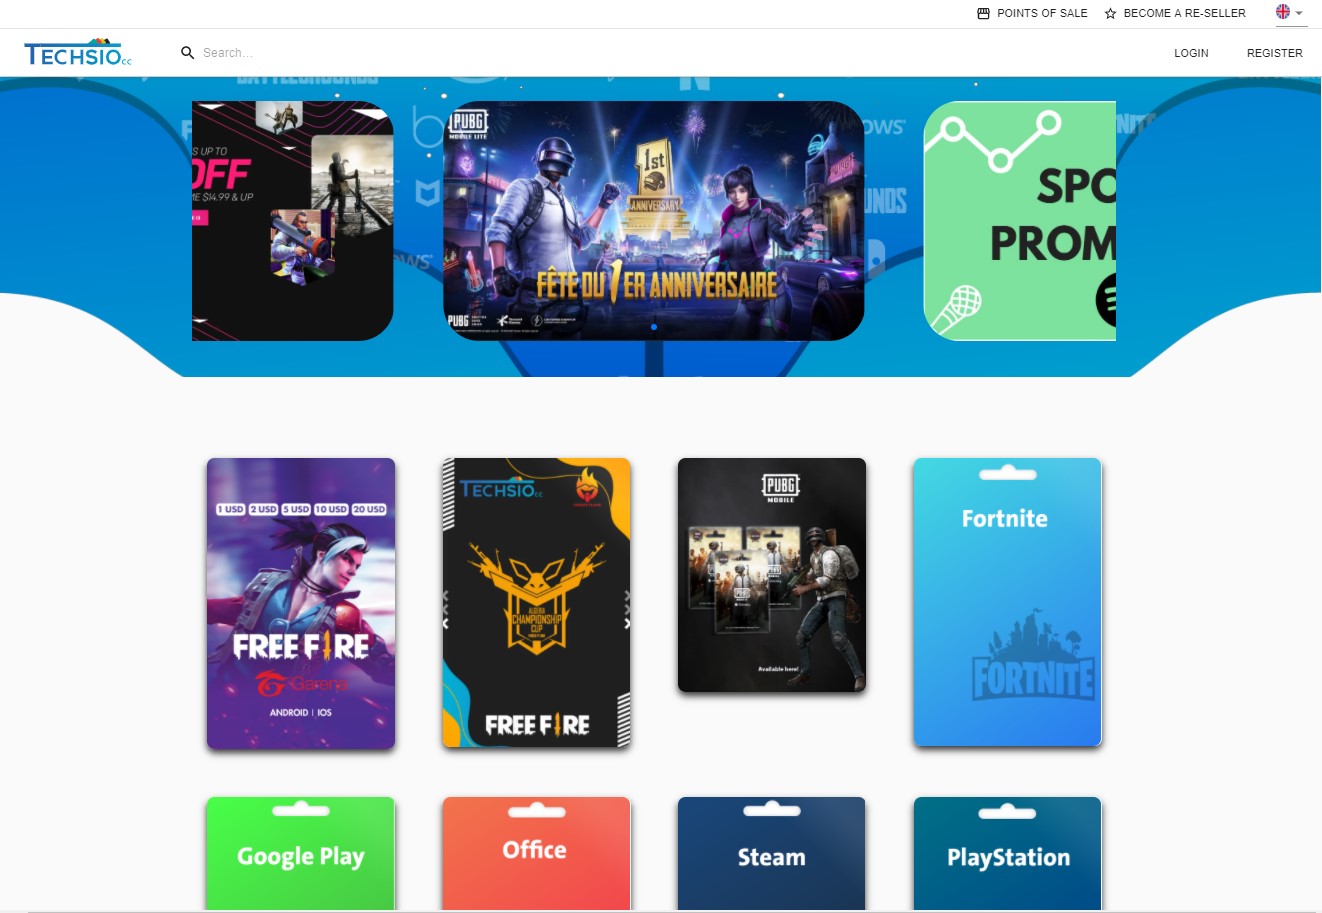 POINTS OF SALE
BECOME A RE-SELLER
TECHSIO cc
Search...
LOGIN
REGISTER
S UP TO
OFF
ME $14.99 & UP
PUBG
MOBILE LITE
1st
ANNIVERSARY
FÊTE DU 1ER ANNIVERSAIRE
PUBG
SPO
PROM
OWS
UNDS
1 USD 2 USD 5 USD 10 USD 20 USD
FREE FIRE
Garena
ANDROID | IOS
TECHSIO cc
ALGERIA
CHAMPIONSHIP
CUP
FREE FIRE
PUBG
MOBILE
Available here!
Fortnite
FORTNITE
Google Play
Office
Steam
PlayStation